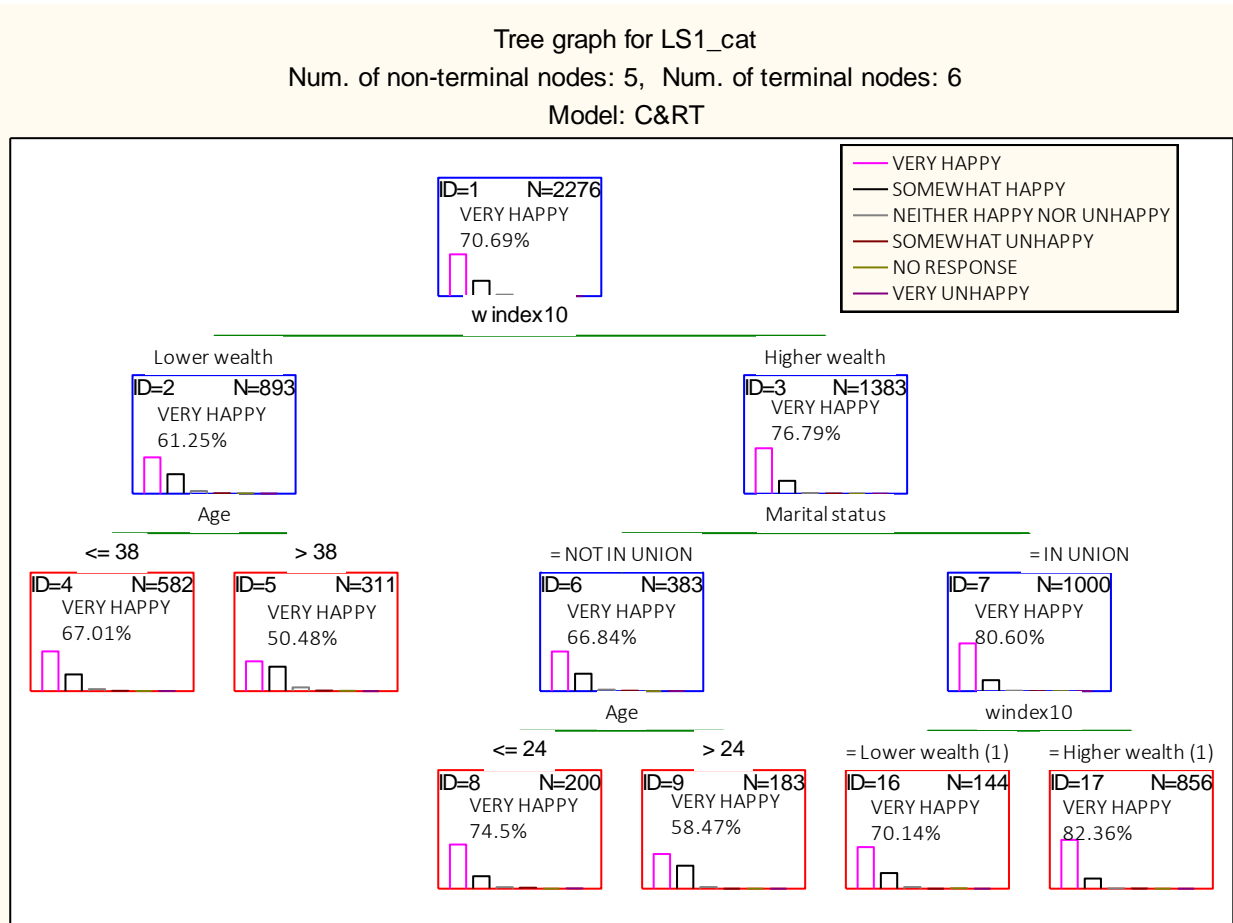 Tree graph for LS1_cat
Num. of non-terminal nodes: 5, Num. of terminal nodes: 6
Model: C&RT
VERY HAPPY
SOMEWHAT HAPPY
NEITHER HAPPY NOR UNHAPPY
SOMEWHAT UNHAPPY
NO RESPONSE
VERY UNHAPPY
ID=1 N=2276
VERY HAPPY
70.69%
windex10
Lower wealth Higher wealth
ID=2 N=893 ID=3 N=1383
VERY HAPPY VERY HAPPY
61.25% 76.79%
Age Marital status
<= 38 > 38 = NOT IN UNION = IN UNION
ID=4 N=582 ID=5 N=311 ID=6 N=383 ID=7 N=1000
VERY HAPPY VERY HAPPY VERY HAPPY VERY HAPPY
67.01% 50.48% 66.84% 80.60%
Age windex10
<= 24 > 24 = Lower wealth (1) = Higher wealth (1)
ID=8 N=200 ID=9 N=183 ID=16 N=144 ID=17 N=856
VERY HAPPY VERY HAPPY VERY HAPPY VERY HAPPY
74.5% 58.47% 70.14% 82.36%